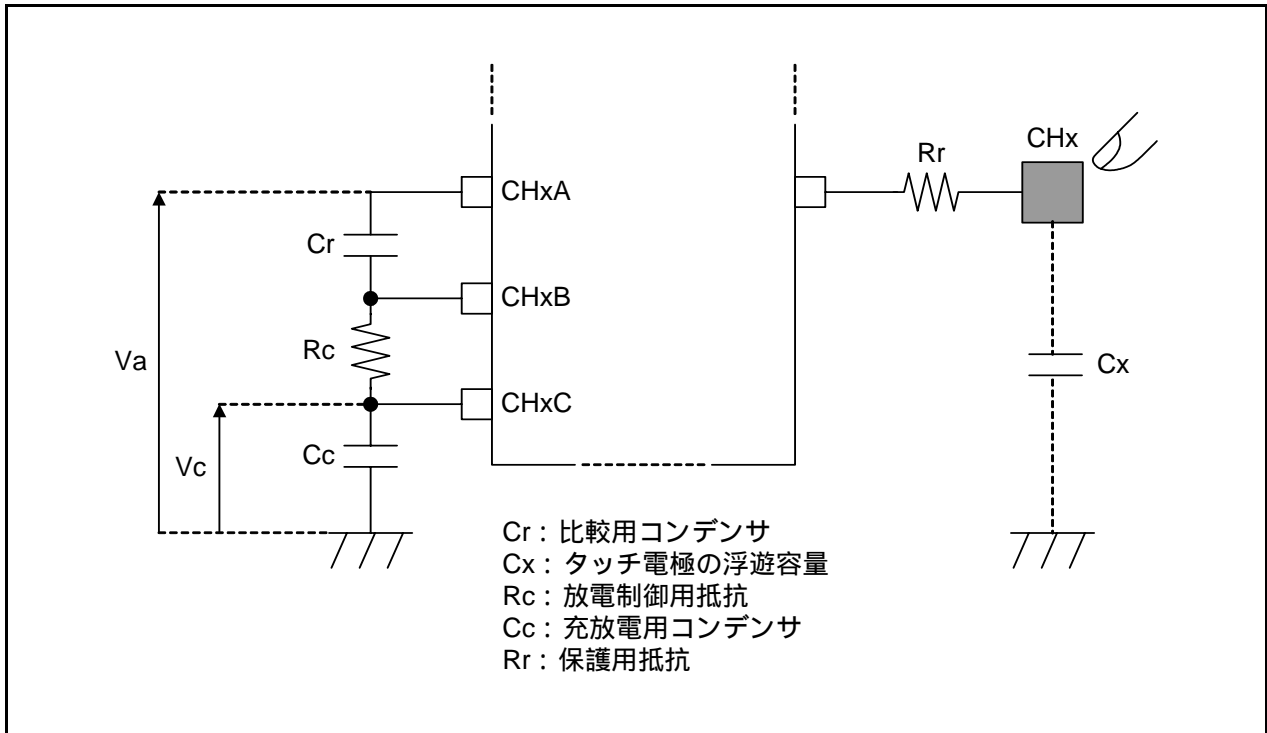 CHx
Rr
CHxA
Cr
CHxB
Rc
Va
Cx
CHxC
Vc
Cc
Cr：比較用コンデンサ
Cx：タッチ電極の浮遊容量
Rc：放電制御用抵抗
Cc：充放電用コンデンサ
Rr：保護用抵抗